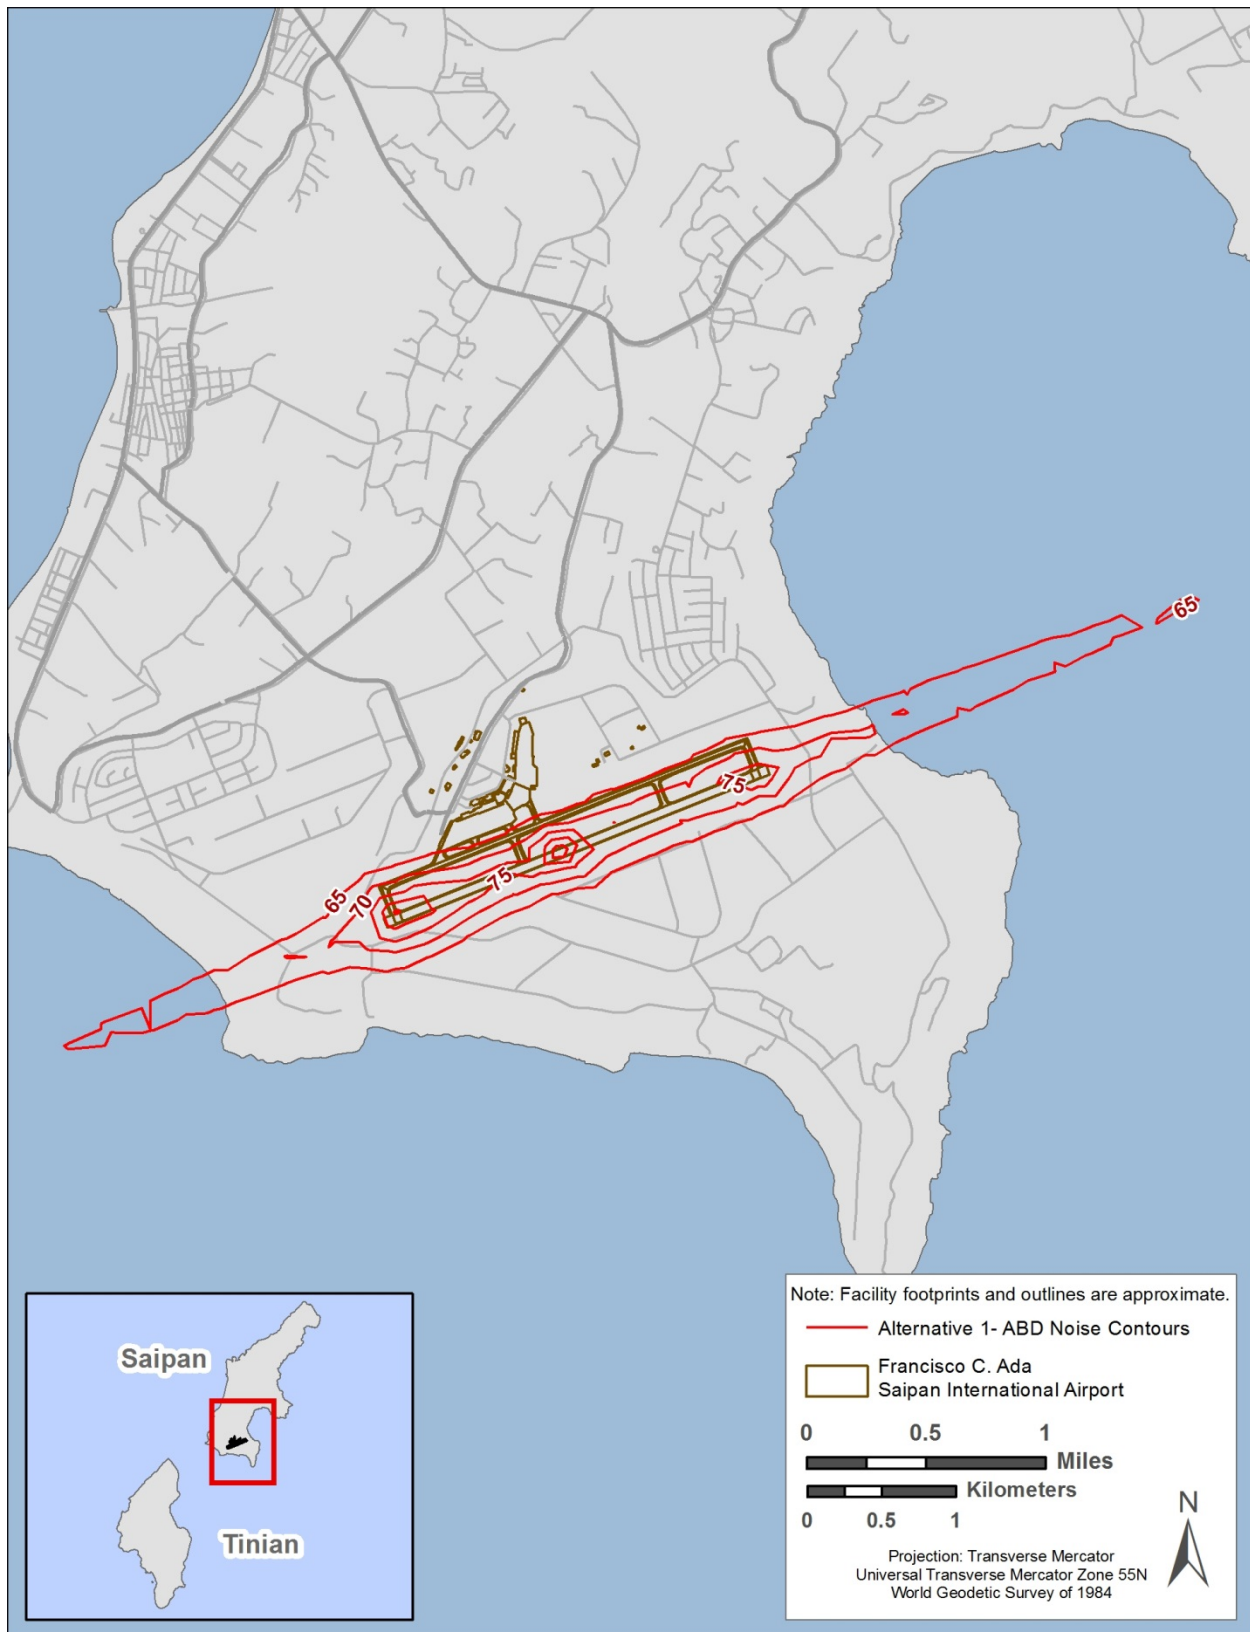 65
75
75
65
70
Saipan
Tinian
Note: Facility footprints and outlines are approximate.
Alternative 1- ABD Noise Contours
Francisco C. Ada
Saipan International Airport
0 0.5 1
Miles
Kilometers
0 0.5 1
N
Projection: Transverse Mercator
Universal Transverse Mercator Zone 55N
World Geodetic Survey of 1984